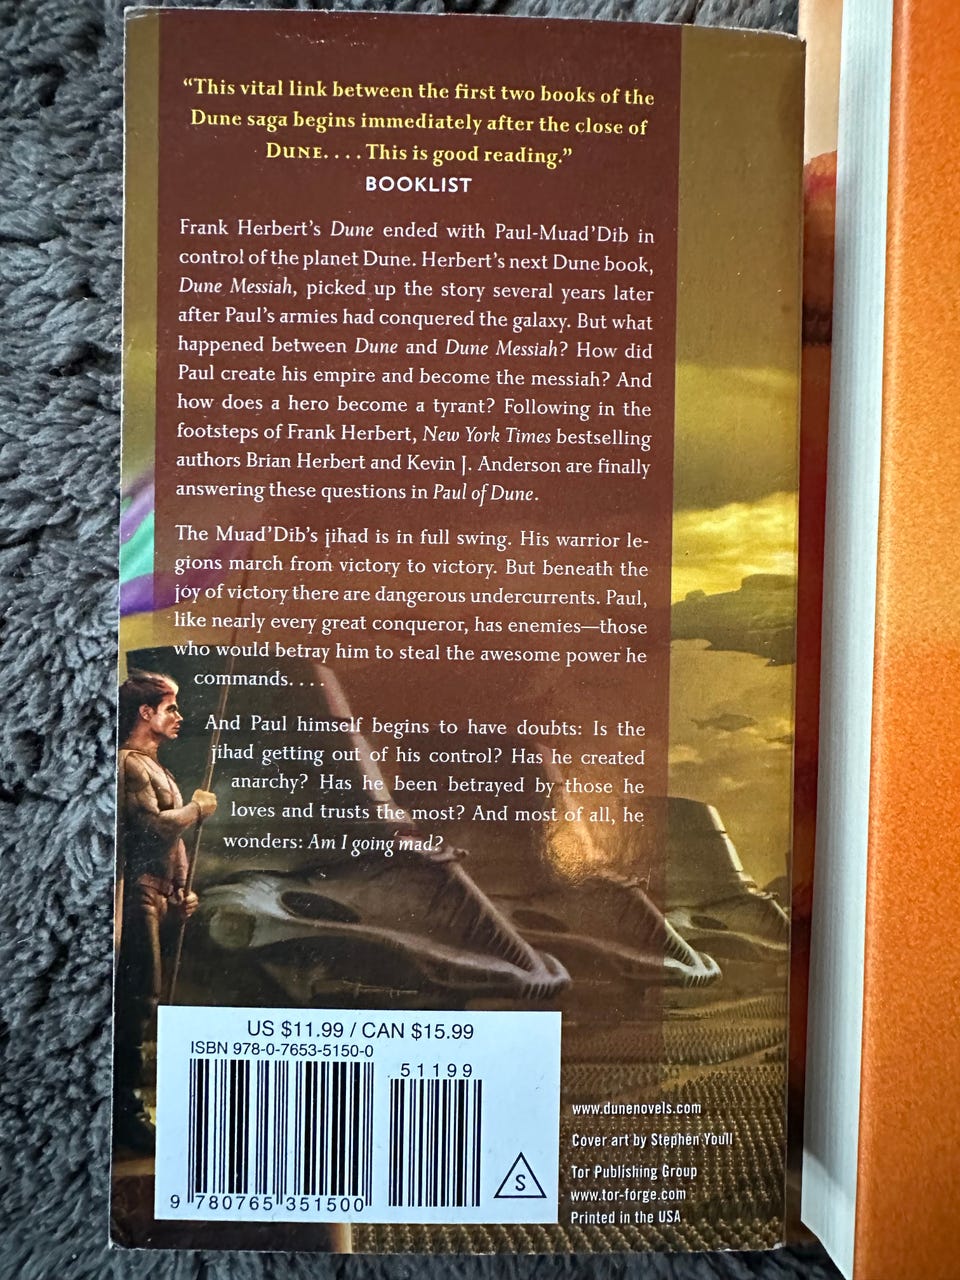 “This vital link between the first two books of the
Dune saga begins immediately after the close of
DUNE. . . . This is good reading.”
BOOKLIST
Frank Herbert’s Dune ended with Paul-Muad’Dib in
control of the planet Dune. Herbert’s next Dune book,
Dune Messiah, picked up the story several years later
after Paul’s armies had conquered the galaxy. But what
happened between Dune and Dune Messiah? How did
Paul create his empire and become the messiah? And
how does a hero become a tyrant? Following in the
footsteps of Frank Herbert, New York Times bestselling
authors Brian Herbert and Kevin J. Anderson are finally
answering these questions in Paul of Dune.
The Muad’Dib’s jihad is in full swing. His warrior le-
gions march from victory to victory. But beneath the
joy of victory there are dangerous undercurrents. Paul,
like nearly every great conqueror, has enemies—those
who would betray him to steal the awesome power he
commands. . . .
And Paul himself begins to have doubts: Is the
jihad getting out of his control? Has he created
anarchy? Has he been betrayed by those he
loves and trusts the most? And most of all, he
wonders: Am I going mad?
US $11.99 / CAN $15.99
ISBN 978-0-7653-5150-0
51199
9 780765 351500
S
www.dunenovels.com
Cover art by Stephen Youll
Tor Publishing Group
www.tor-forge.com
Printed in the USA